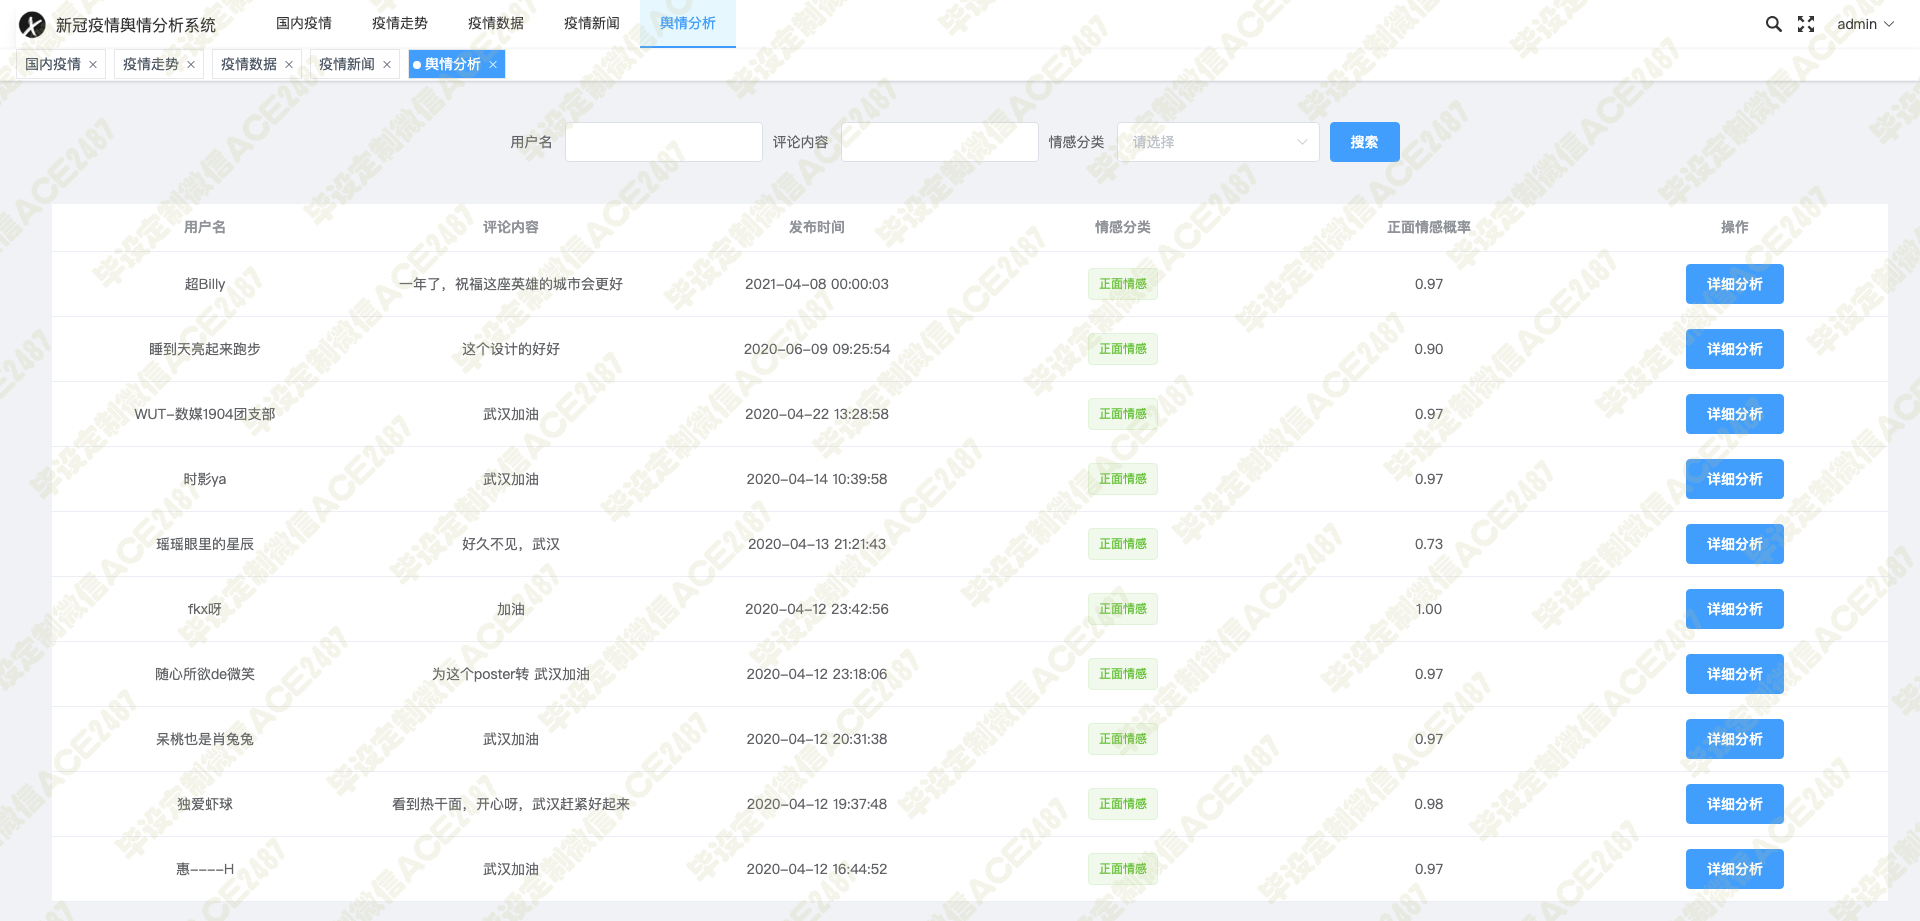 新冠疫情舆情分析系统 国内疫情 疫情走势 疫情数据 疫情新闻 舆情分析 admin
国内疫情 × 疫情走势 × 疫情数据 × 疫情新闻 × 舆情分析 ×
用户名 评论内容 情感分类 请选择 搜索
用户名 评论内容 发布时间 情感分类 正面情感概率 操作
超Billy 一年了，祝福这座英雄的城市会更好 2021-04-08 00:00:03 正面情感 0.97 详细分析
睡到天亮起来跑步 这个设计的好好 2020-06-09 09:25:54 正面情感 0.90 详细分析
WUT-数媒1904团支部 武汉加油 2020-04-22 13:28:58 正面情感 0.97 详细分析
时影ya 武汉加油 2020-04-14 10:39:58 正面情感 0.97 详细分析
瑶瑶眼里的星辰 好久不见，武汉 2020-04-13 21:21:43 正面情感 0.73 详细分析
fkx呀 加油 2020-04-12 23:42:56 正面情感 1.00 详细分析
随心所欲de微笑 为这个poster转 武汉加油 2020-04-12 23:18:06 正面情感 0.97 详细分析
呆桃也是肖兔兔 武汉加油 2020-04-12 20:31:38 正面情感 0.97 详细分析
独爱虾球 看到热干面，开心呀，武汉赶紧好起来 2020-04-12 19:37:48 正面情感 0.98 详细分析
惠----H 武汉加油 2020-04-12 16:44:52 正面情感 0.97 详细分析
毕设定制微信ACE2487